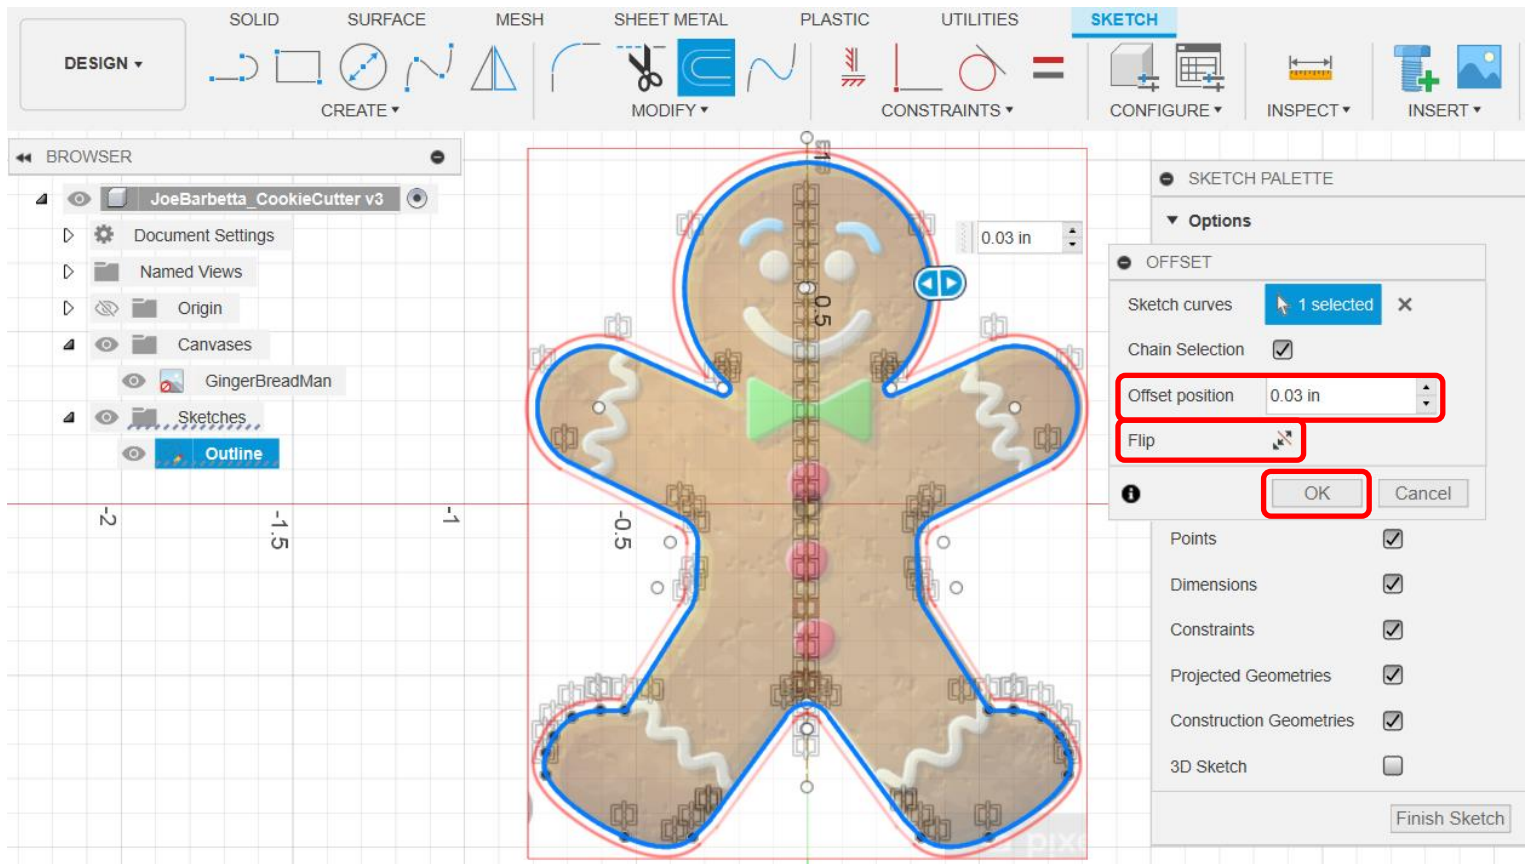 SOLID SURFACE MESH SHEET METAL PLASTIC UTILITIES SKETCH
DESIGN
CREATE MODIFY CONSTRAINTS CONFIGURE INSPECT INSERT
BROWSER
JoeBarbetta_CookieCutter v3
Document Settings
Named Views
Origin
Canvases
GingerBreadMan
Sketches
Outline
-2
-1.5
-1
-0.5
0.5
0.03 in
SKETCH PALETTE
Options
OFFSET
Sketch curves 1 selected
Chain Selection
Offset position 0.03 in
Flip
OK Cancel
Points
Dimensions
Constraints
Projected Geometries
Construction Geometries
3D Sketch
Finish Sketch